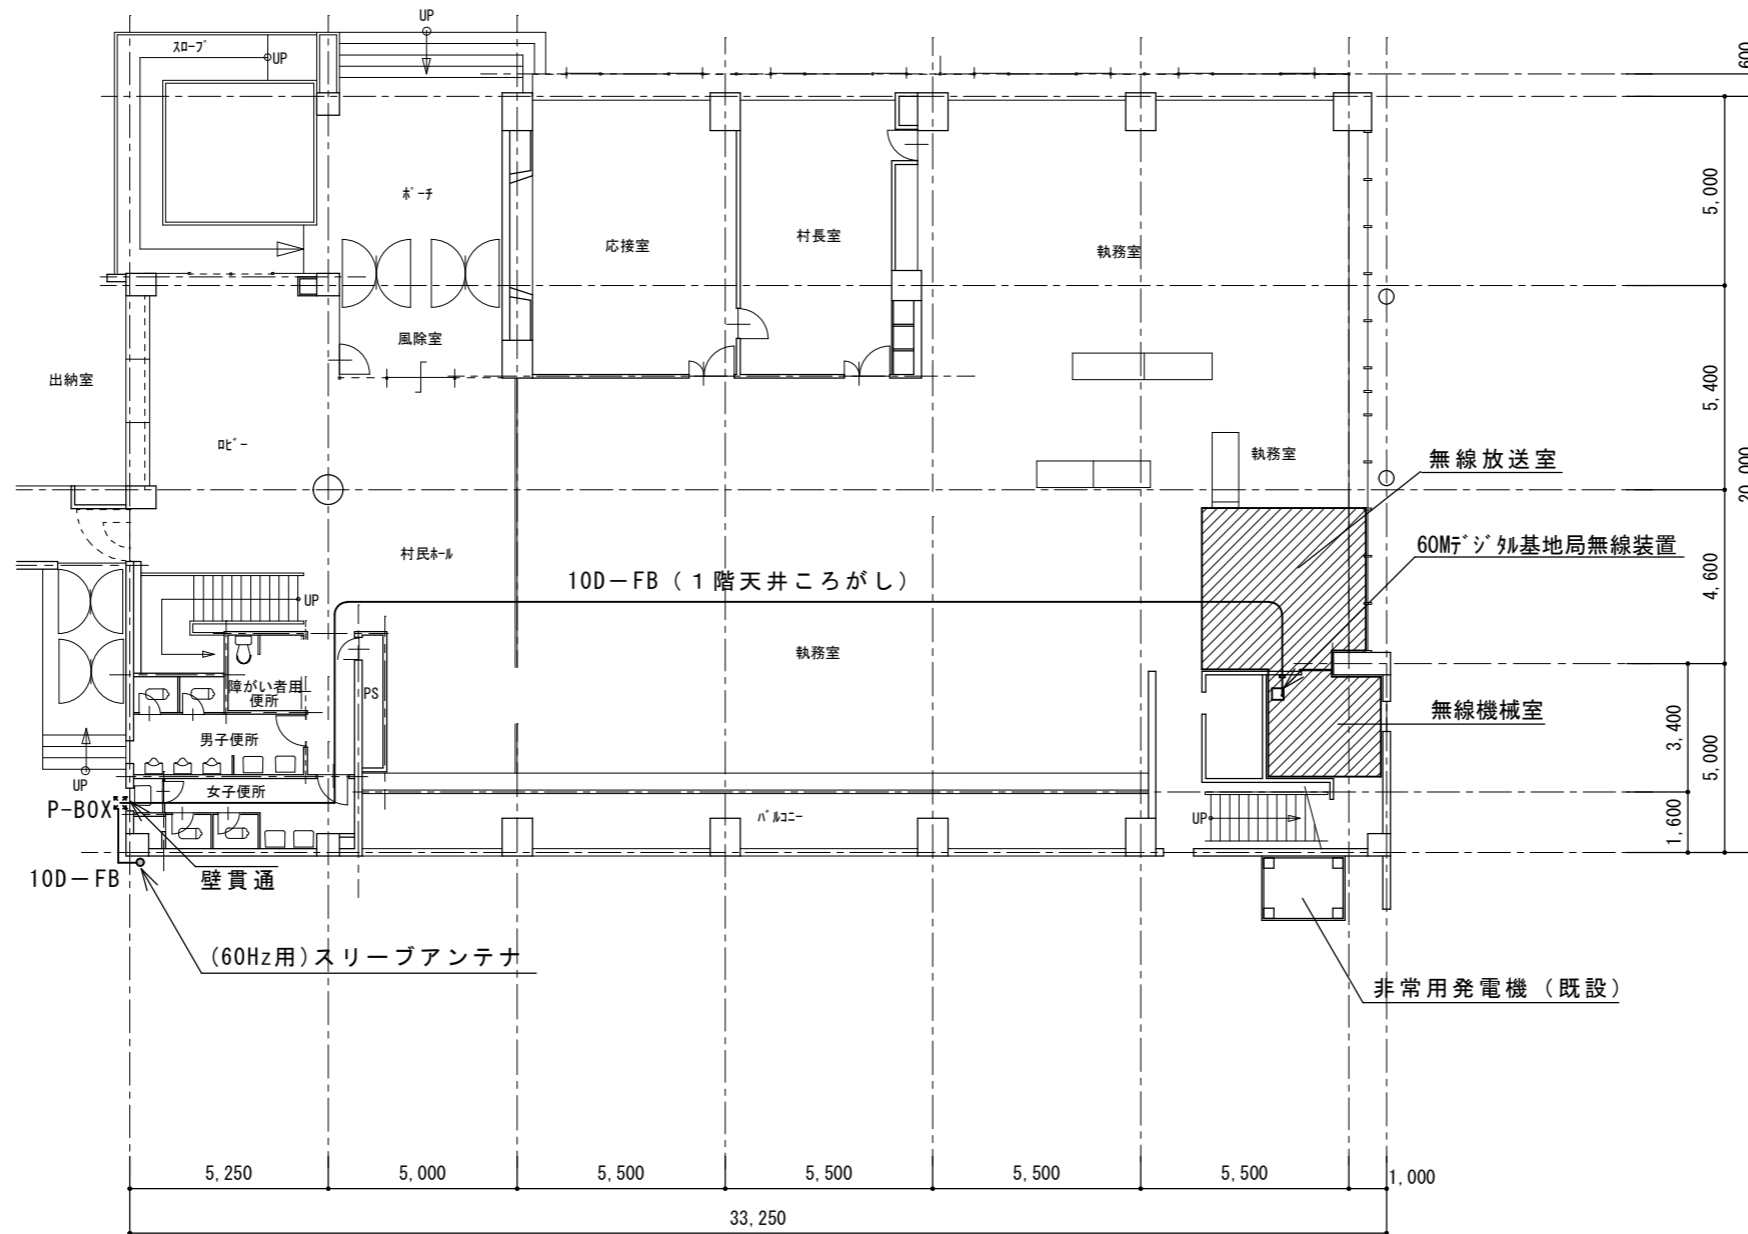 UP
スロープ
UP
600
ポーチ
5,000
応接室
村長室
執務室
風除室
出納室
5,400
ロビー
執務室
無線放送室
20,000
60Mデジタル基地局無線装置
村民ホール
10D－FB（１階天井ころがし）
4,600
UP
執務室
障がい者用
便所
PS
無線機械室
男子便所
3,400
5,000
UP
女子便所
P-BOX
バルコニー
UP
1,600
10D－FB
壁貫通
(60Hz用)スリーブアンテナ
非常用発電機（既設）
5,250
5,000
5,500
5,500
5,500
5,500
1,000
33,250